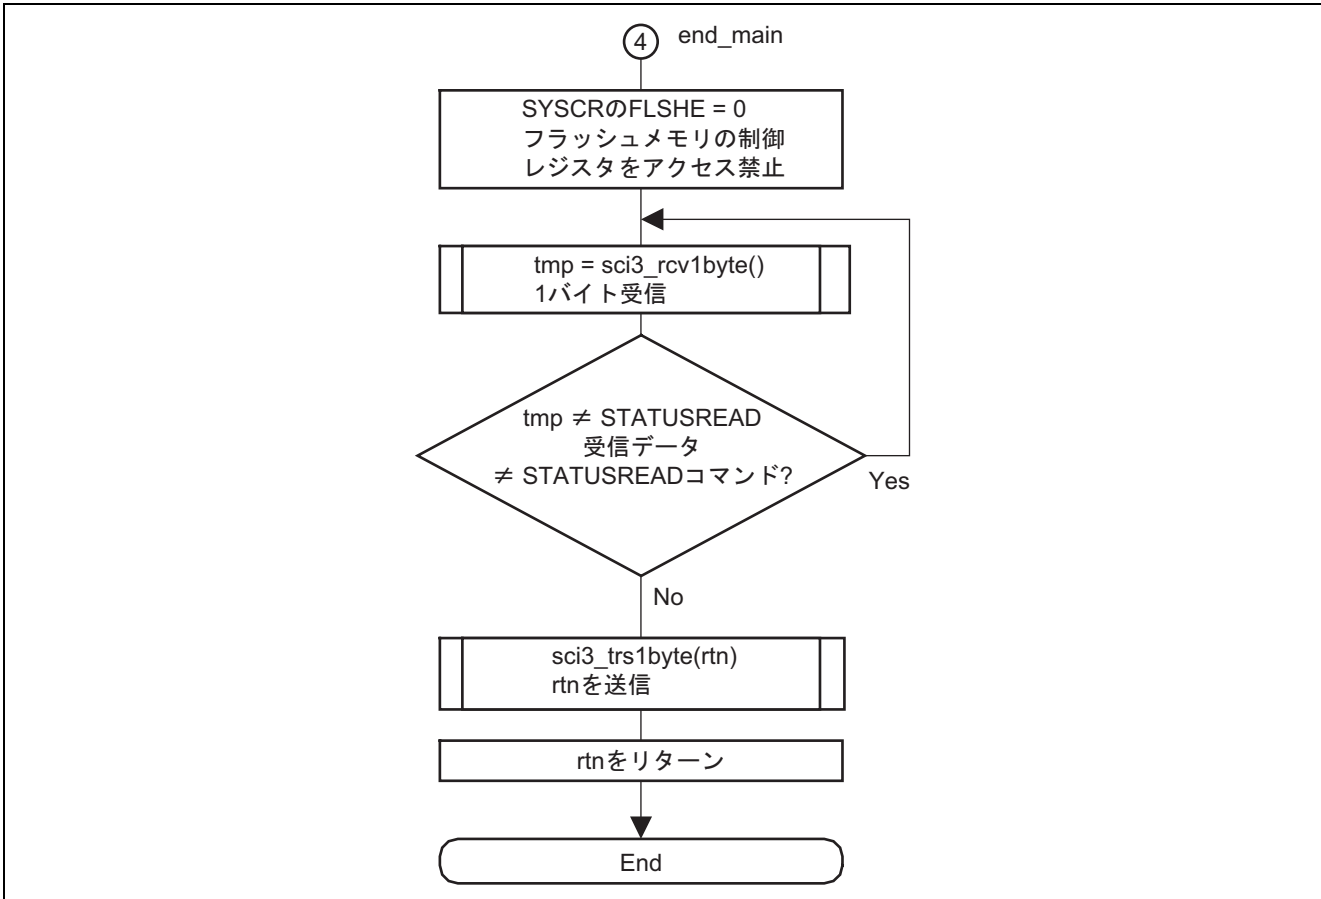 4 end_main
SYSCRのFLSHE = 0
フラッシュメモリの制御
レジスタをアクセス禁止
tmp = sci3_rcv1byte()
1バイト受信
tmp ≠ STATUSREAD
受信データ
≠ STATUSREADコマンド?
Yes
No
sci3_trs1byte(rtn)
rtnを送信
rtnをリターン
End